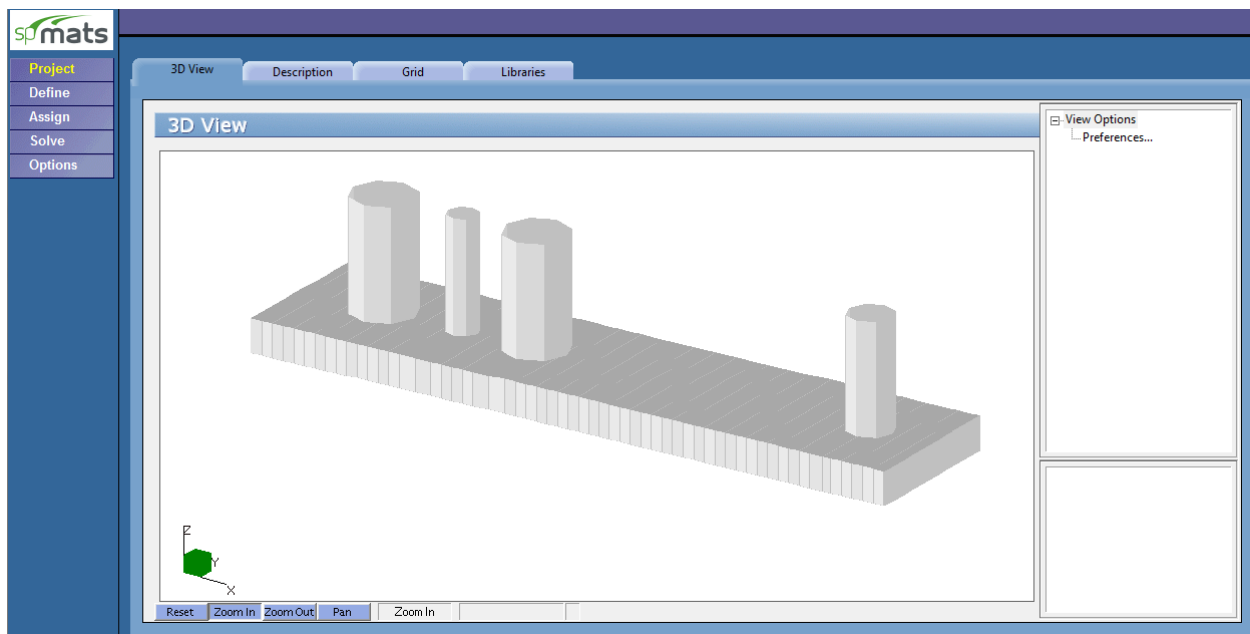 spmats
Project
Define
Assign
Solve
Options
3D View
Description
Grid
Libraries
3D View
View Options
Preferences...
Z
Y
X
Reset
Zoom In
Zoom Out
Pan
Zoom In